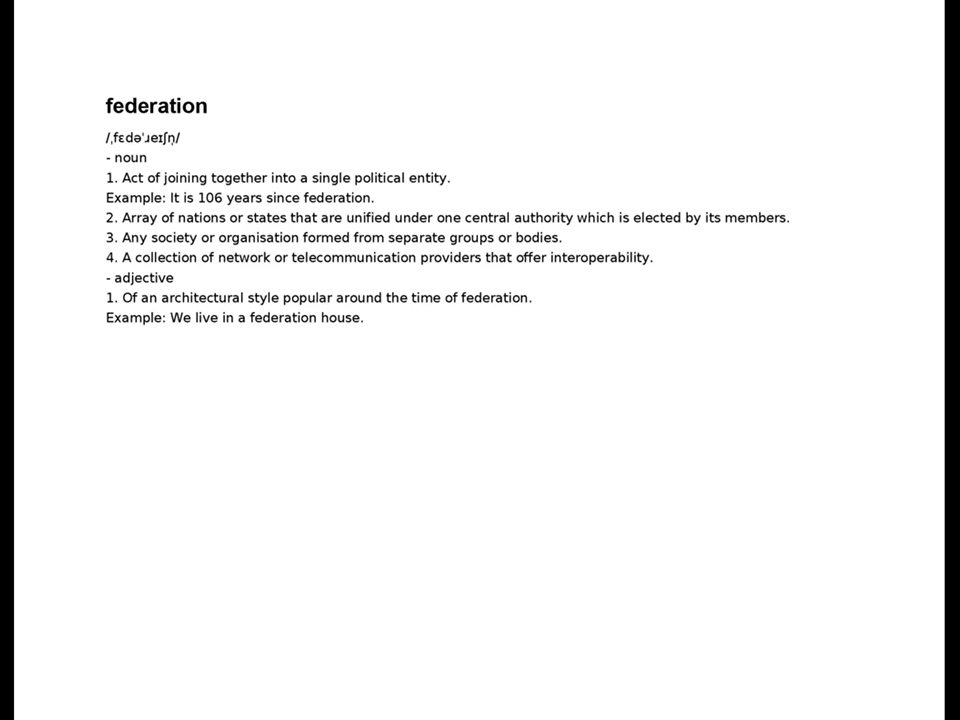 federation
/ˌfɛdəˈɹeɪʃn̩/
- noun
1. Act of joining together into a single political entity.
Example: It is 106 years since federation.
2. Array of nations or states that are unified under one central authority which is elected by its members.
3. Any society or organisation formed from separate groups or bodies.
4. A collection of network or telecommunication providers that offer interoperability.
- adjective
1. Of an architectural style popular around the time of federation.
Example: We live in a federation house.